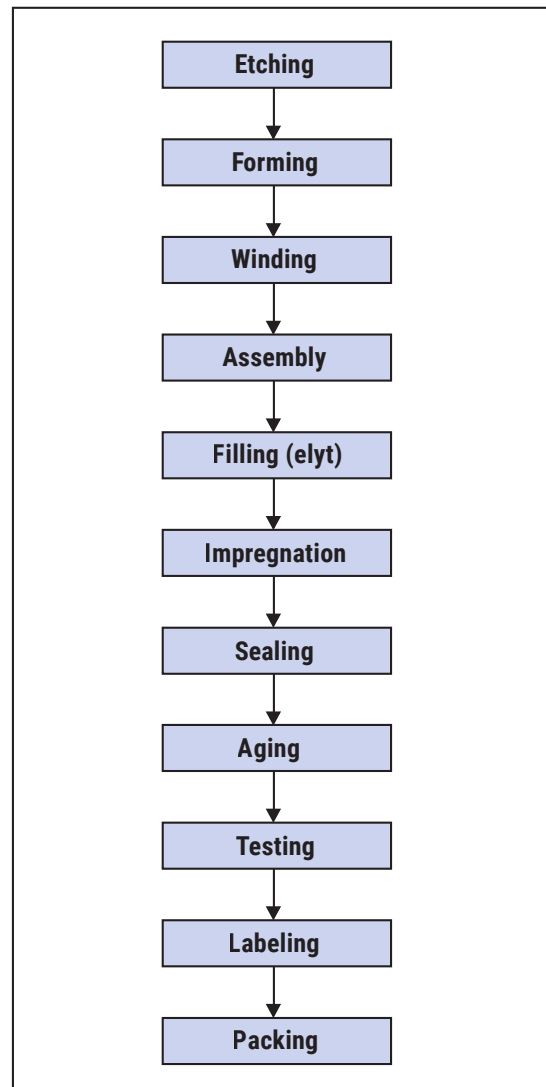 Etching
Forming
Winding
Assembly
Filling (elyt)
Impregnation
Sealing
Aging
Testing
Labeling
Packing